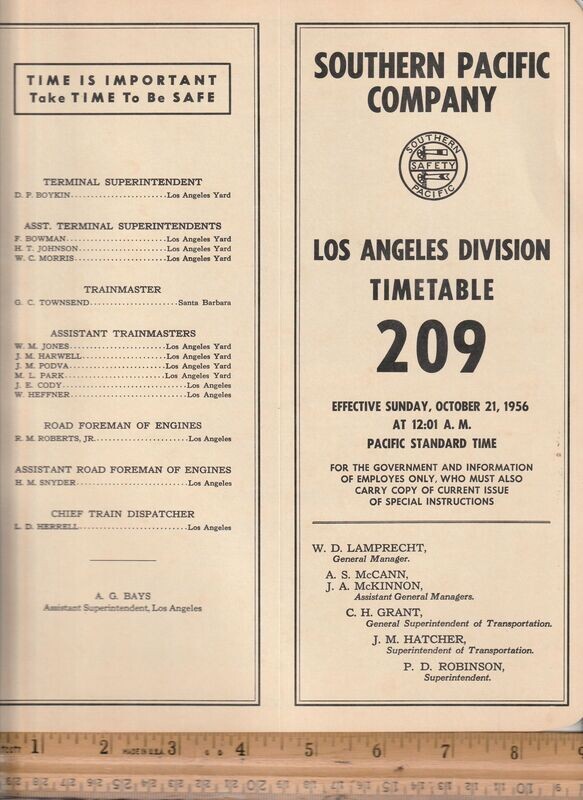 TIME IS IMPORTANT
Take TIME To Be SAFE
TERMINAL SUPERINTENDENT
D. P. BOYKIN......................Los Angeles Yard
ASST. TERMINAL SUPERINTENDENTS
F. BOWMAN......................Los Angeles Yard
H. T. JOHNSON......................Los Angeles Yard
W. C. MORRIS......................Los Angeles Yard
TRAINMASTER
G. C. TOWNSEND......................Santa Barbara
ASSISTANT TRAINMASTERS
W. M. JONES......................Los Angeles Yard
J. M. HARWELL......................Los Angeles Yard
J. M. PODVA......................Los Angeles Yard
M. L. PARK......................Los Angeles Yard
J. E. CODY......................Los Angeles
W. HEFFNER......................Los Angeles
ROAD FOREMAN OF ENGINES
R. M. ROBERTS, JR......................Los Angeles
ASSISTANT ROAD FOREMAN OF ENGINES
H. M. SNYDER......................Los Angeles
CHIEF TRAIN DISPATCHER
L. D. HERRELL......................Los Angeles
A. G. BAYS
Assistant Superintendent, Los Angeles
SOUTHERN PACIFIC
COMPANY
SOUTHERN
SAFETY
PACIFIC
LOS ANGELES DIVISION
TIMETABLE
209
EFFECTIVE SUNDAY, OCTOBER 21, 1956
AT 12:01 A. M.
PACIFIC STANDARD TIME
FOR THE GOVERNMENT AND INFORMATION
OF EMPLOYES ONLY, WHO MUST ALSO
CARRY COPY OF CURRENT ISSUE
OF SPECIAL INSTRUCTIONS
W. D. LAMPRECHT,
General Manager.
A. S. McCANN,
J. A. McKINNON,
Assistant General Managers.
C. H. GRANT,
General Superintendent of Transportation.
J. M. HATCHER,
Superintendent of Transportation.
P. D. ROBINSON,
Superintendent.
1 2 MADE IN U.S.A. 3 4 5 6 7 8